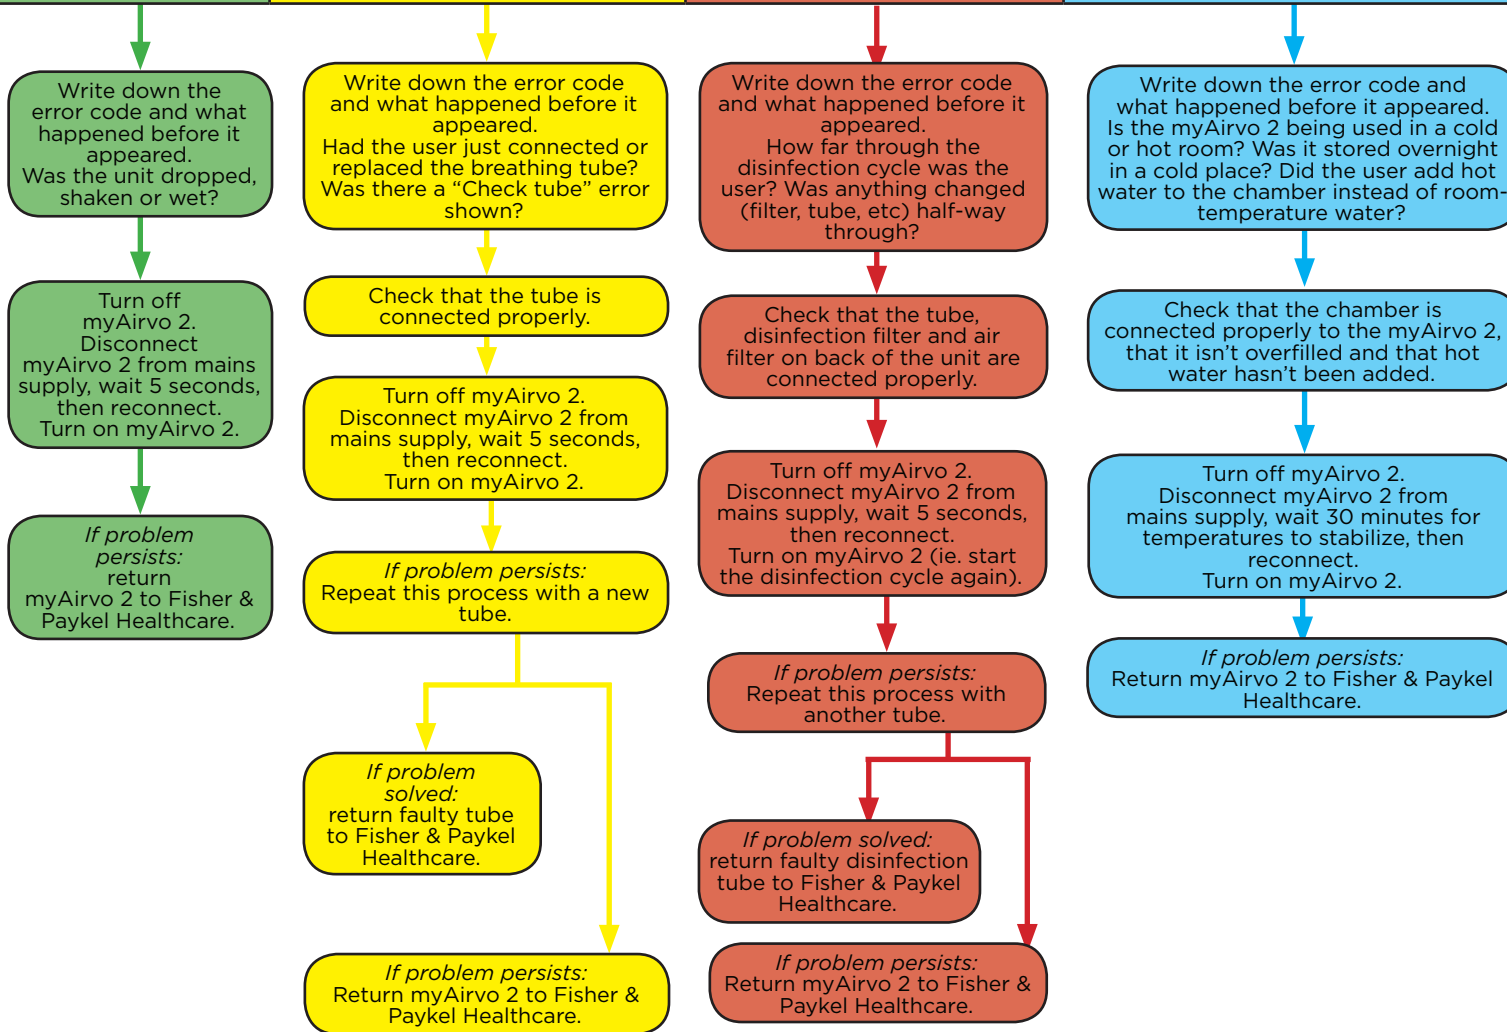 Write down the
error code and what
happened before it
appeared.
Was the unit dropped,
shaken or wet?
Turn off
myAirvo 2.
Disconnect
myAirvo 2 from mains
supply, wait 5 seconds,
then reconnect.
Turn on myAirvo 2.
If problem
persists:
return
myAirvo 2 to Fisher &
Paykel Healthcare.
Write down the error code
and what happened before it
appeared.
Had the user just connected or
replaced the breathing tube?
Was there a “Check tube” error
shown?
Check that the tube is
connected properly.
Turn off myAirvo 2.
Disconnect myAirvo 2 from
mains supply, wait 5 seconds,
then reconnect.
Turn on myAirvo 2.
If problem persists:
Repeat this process with a new
tube.
If problem
solved:
return faulty tube
to Fisher & Paykel
Healthcare.
If problem persists:
Return myAirvo 2 to Fisher &
Paykel Healthcare.
Write down the error code
and what happened before it
appeared.
How far through the
disinfection cycle was the
user? Was anything changed
(filter, tube, etc) half-way
through?
Check that the tube,
disinfection filter and air
filter on back of the unit are
connected properly.
Turn off myAirvo 2.
Disconnect myAirvo 2 from
mains supply, wait 5 seconds,
then reconnect.
Turn on myAirvo 2 (ie. start
the disinfection cycle again).
If problem persists:
Repeat this process with
another tube.
If problem solved:
return faulty disinfection
tube to Fisher & Paykel
Healthcare.
If problem persists:
Return myAirvo 2 to Fisher &
Paykel Healthcare.
Write down the error code and
what happened before it appeared.
Is the myAirvo 2 being used in a cold
or hot room? Was it stored overnight
in a cold place? Did the user add hot
water to the chamber instead of room-
temperature water?
Check that the chamber is
connected properly to the myAirvo 2,
that it isn’t overfilled and that hot
water hasn’t been added.
Turn off myAirvo 2.
Disconnect myAirvo 2 from
mains supply, wait 30 minutes for
temperatures to stabilize, then
reconnect.
Turn on myAirvo 2.
If problem persists:
Return myAirvo 2 to Fisher & Paykel
Healthcare.